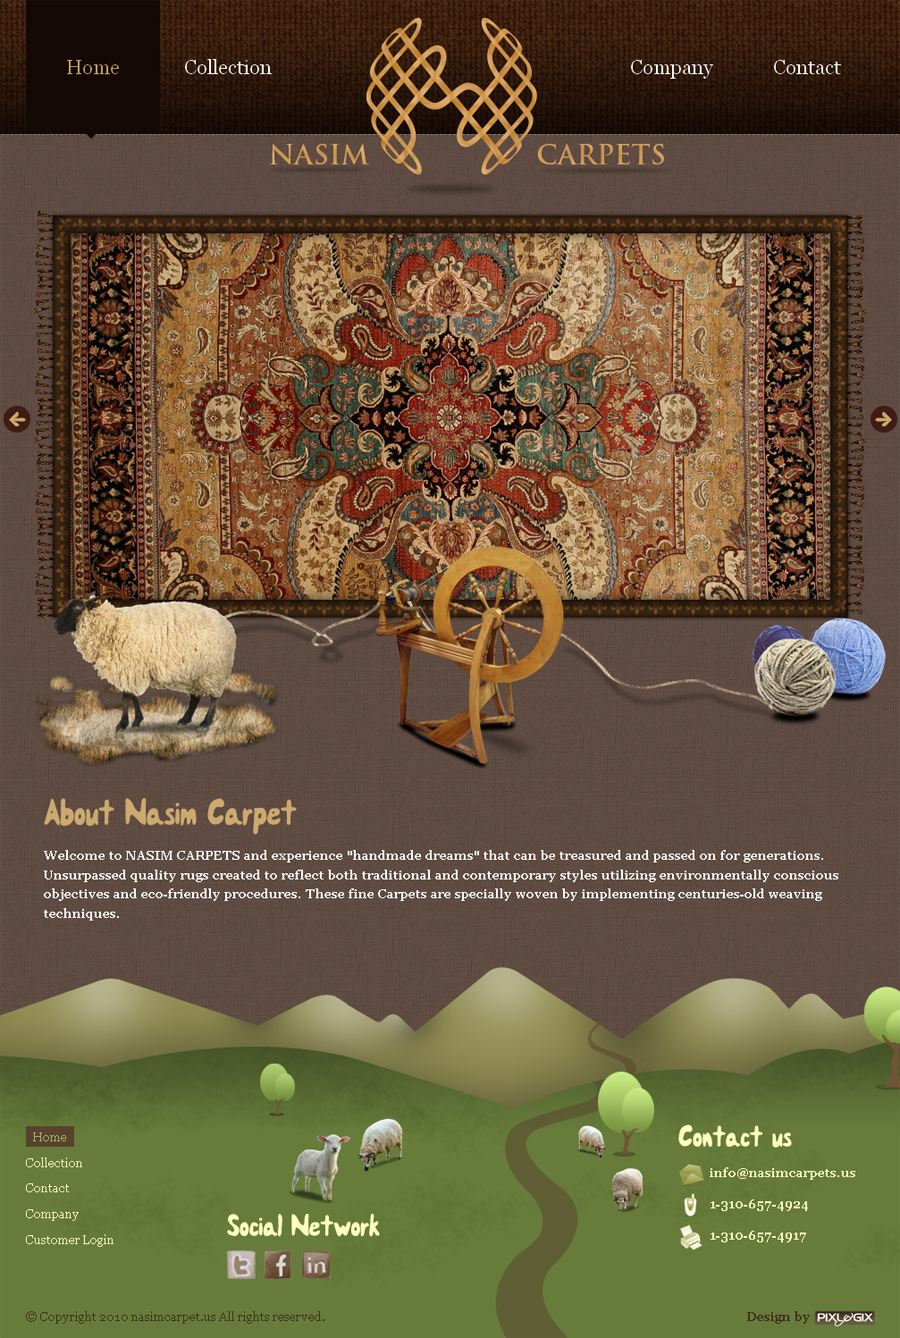 Home
Collection
Company
Contact
NASIM CARPETS
About Nasim Carpet
Welcome to NASIM CARPETS and experience "handmade dreams" that can be treasured and passed on for generations.
Unsurpassed quality rugs created to reflect both traditional and contemporary styles utilizing environmentally conscious
objectives and eco-friendly procedures. These fine Carpets are specially woven by implementing centuries-old weaving
techniques.
Home
Collection
Contact
Company
Customer Login
Social Network
t f in
Contact us
info@nasimcarpets.us
1-310-657-4924
1-310-657-4917
© Copyright 2010 nasimcarpet.us All rights reserved.
Design by PIXLOGIX